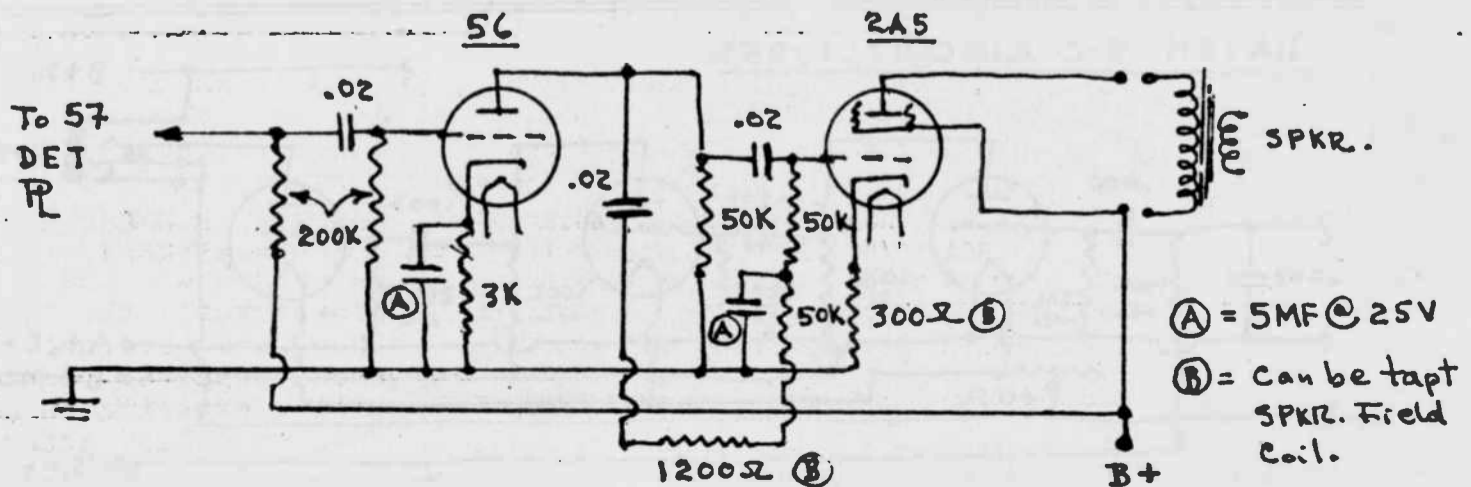 56
2A5
To 57
DET
PL
.02
200K
A
3K
.02
.02
50K
50K
A
50K
300Ω B
1200Ω B
SPKR.
A = 5MF @ 25V
B = Can be tapt
SPKR. Field
Coil.
B+